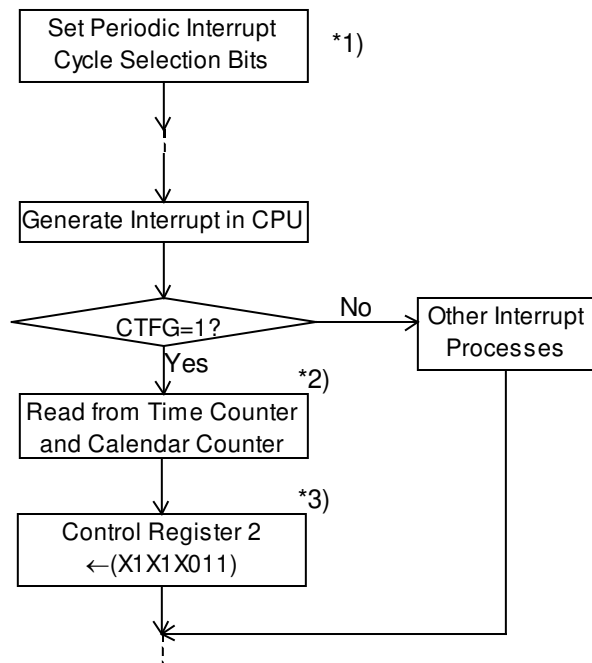 Set Periodic Interrupt
Cycle Selection Bits
*1)
Generate Interrupt in CPU
CTFG=1?
No
Other Interrupt
Processes
Yes
*2)
Read from Time Counter
and Calendar Counter
*3)
Control Register 2
←(X1X1X011)